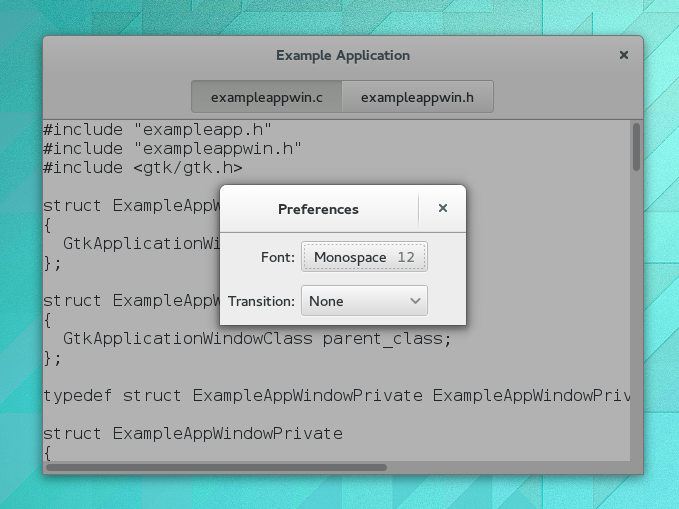 Example Application
exampleappwin.c exampleappwin.h
#include "exampleapp.h"
#include "exampleappwin.h"
#include <gtk/gtk.h>
struct ExampleAppW
{
GtkApplicationWi
};
struct ExampleAppW
{
GtkApplicationWindowClass parent_class;
};
typedef struct ExampleAppWindowPrivate ExampleAppWindowPriv
struct ExampleAppWindowPrivate
{
Preferences
Font: Monospace 12
Transition: None